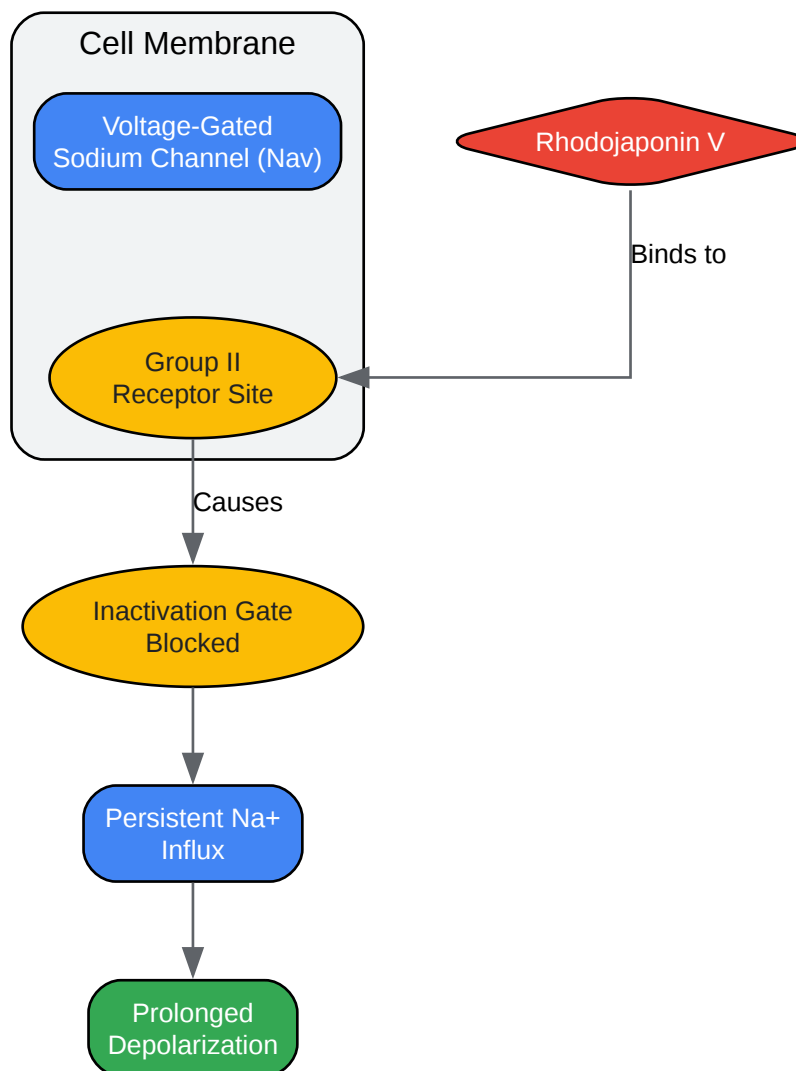 Cell Membrane
Voltage-Gated
Sodium Channel (Nav)
Rhodojaponin V
Binds to
Group II
Receptor Site
Causes
Inactivation Gate
Blocked
Persistent Na+
Influx
Prolonged
Depolarization